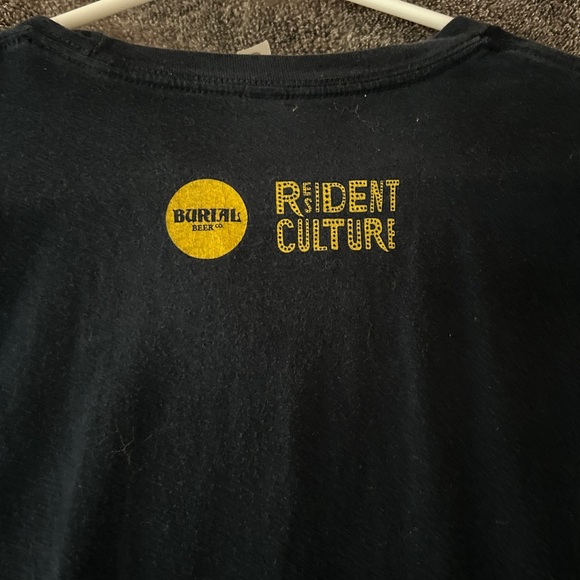 BURIAL
BEER CO.
RESIDENT
CULTURE